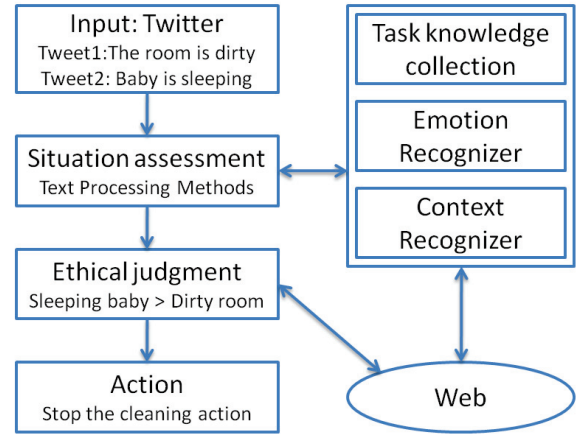 Input: Twitter
Tweet1:The room is dirty
Tweet2: Baby is sleeping
Situation assessment
Text Processing Methods
Ethical judgment
Sleeping baby > Dirty room
Action
Stop the cleaning action
Task knowledge
collection
Emotion
Recognizer
Context
Recognizer
Web